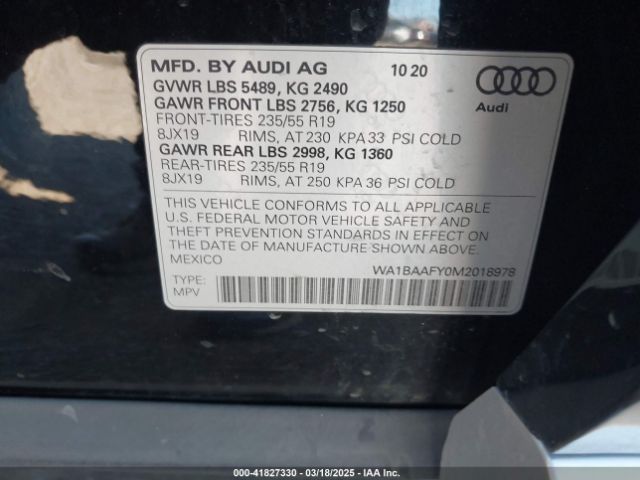 MFD. BY AUDI AG 10 20
GVWR LBS 5489, KG 2490
GAWR FRONT LBS 2756, KG 1250
FRONT-TIRES 235/55 R19
8JX19 RIMS, AT 230 KPA 33 PSI COLD
GAWR REAR LBS 2998, KG 1360
REAR-TIRES 235/55 R19
8JX19 RIMS, AT 250 KPA 36 PSI COLD
Audi
THIS VEHICLE CONFORMS TO ALL APPLICABLE
U.S. FEDERAL MOTOR VEHICLE SAFETY AND
THEFT PREVENTION STANDARDS IN EFFECT ON
THE DATE OF MANUFACTURE SHOWN ABOVE.
MEXICO
WA1BAAFY0M2018978
TYPE:
MPV
03-18-41827330 — 03/18/2025 — IAA Inc.